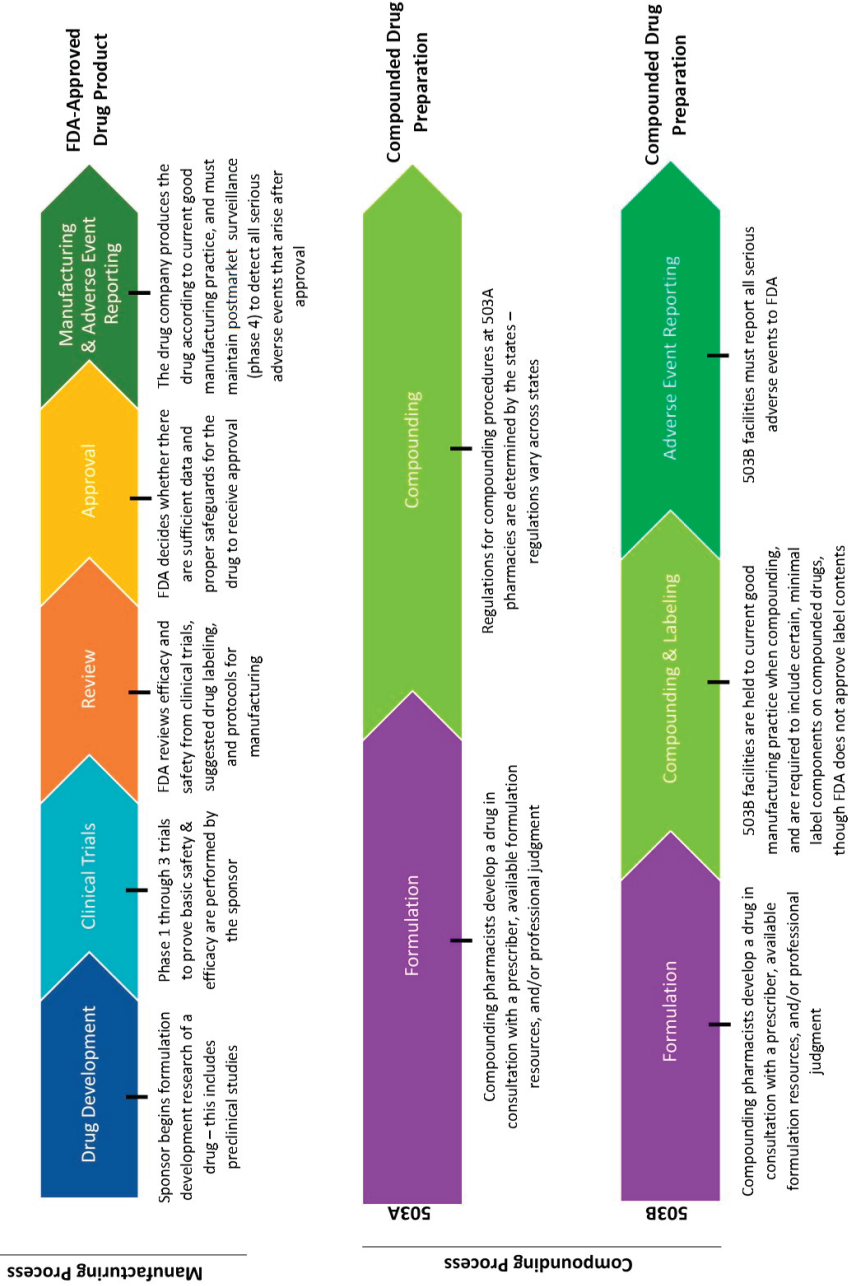 Manufacturing Process
Drug Development
Sponsor begins formulation
development research of a
drug – this includes
preclinical studies
Clinical Trials
Phase 1 through 3 trials
to prove basic safety &
efficacy are performed by
the sponsor
Review
FDA reviews efficacy and
safety from clinical trials,
suggested drug labeling,
and protocols for
manufacturing
Approval
FDA decides whether there
are sufficient data and
proper safeguards for the
drug to receive approval
Manufacturing
& Adverse Event
Reporting
The drug company produces the
drug according to current good
manufacturing practice, and must
maintain postmarket surveillance
(phase 4) to detect all serious
adverse events that arise after
approval
FDA-Approved
Drug Product
Compounding Process
503A
Formulation
Compounding pharmacists develop a drug in
consultation with a prescriber, available formulation
resources, and/or professional judgment
Compounding
Regulations for compounding procedures at 503A
pharmacies are determined by the states –
regulations vary across states
Compounded Drug
Preparation
503B
Formulation
Compounding pharmacists develop a drug in
consultation with a prescriber, available
formulation resources, and/or professional
judgment
Compounding & Labeling
503B facilities are held to current good
manufacturing practice when compounding,
and are required to include certain, minimal
label components on compounded drugs,
though FDA does not approve label contents
Adverse Event Reporting
503B facilities must report all serious
adverse events to FDA
Compounded Drug
Preparation